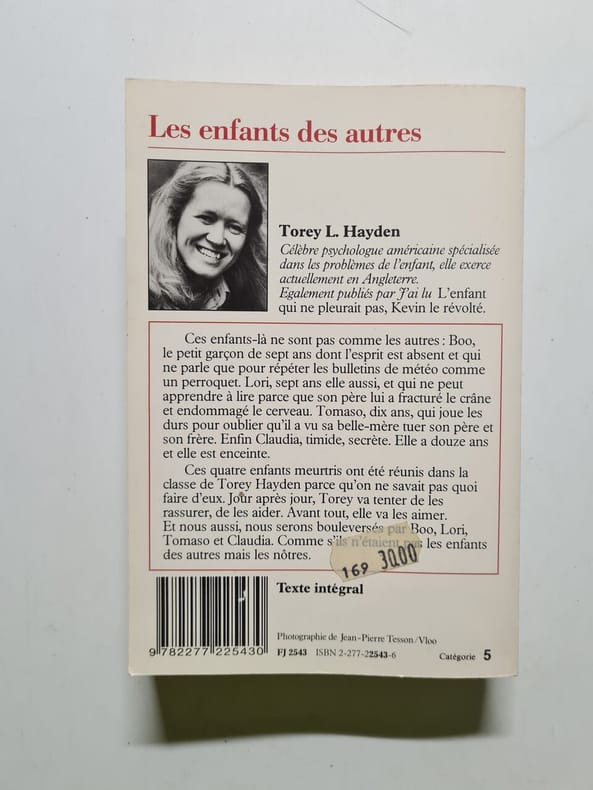 Les enfants des autres
Torey L. Hayden
Célèbre psychologue américaine spécialisée
dans les problèmes de l'enfant, elle exerce
actuellement en Angleterre.
Egalement publiés par J'ai lu L'enfant
qui ne pleurait pas, Kevin le révolté.
Ces enfants-là ne sont pas comme les autres : Boo,
le petit garçon de sept ans dont l'esprit est absent et qui
ne parle que pour répéter les bulletins de météo comme
un perroquet. Lori, sept ans elle aussi, et qui ne peut
apprendre à lire parce que son père lui a fracturé le crâne
et endommagé le cerveau. Tomaso, dix ans, qui joue les
durs pour oublier qu'il a vu sa belle-mère tuer son père et
son frère. Enfin Claudia, timide, secrète. Elle a douze ans
et elle est enceinte.
Ces quatre enfants meurtris ont été réunis dans la
classe de Torey Hayden parce qu'on ne savait pas quoi
faire d'eux. Jour après jour, Torey va tenter de les
rassurer, de les aider. Avant tout, elle va les aimer.
Et nous aussi, nous serons bouleversés par Boo, Lori,
Tomaso et Claudia. Comme s'ils n'étaient pas les enfants
des autres mais les nôtres.
169 30.00
Texte intégral
Photographie de Jean-Pierre Tesson/Vloo
9 782277 225430
FJ 2543 ISBN 2-277-22543-6
Catégorie 5